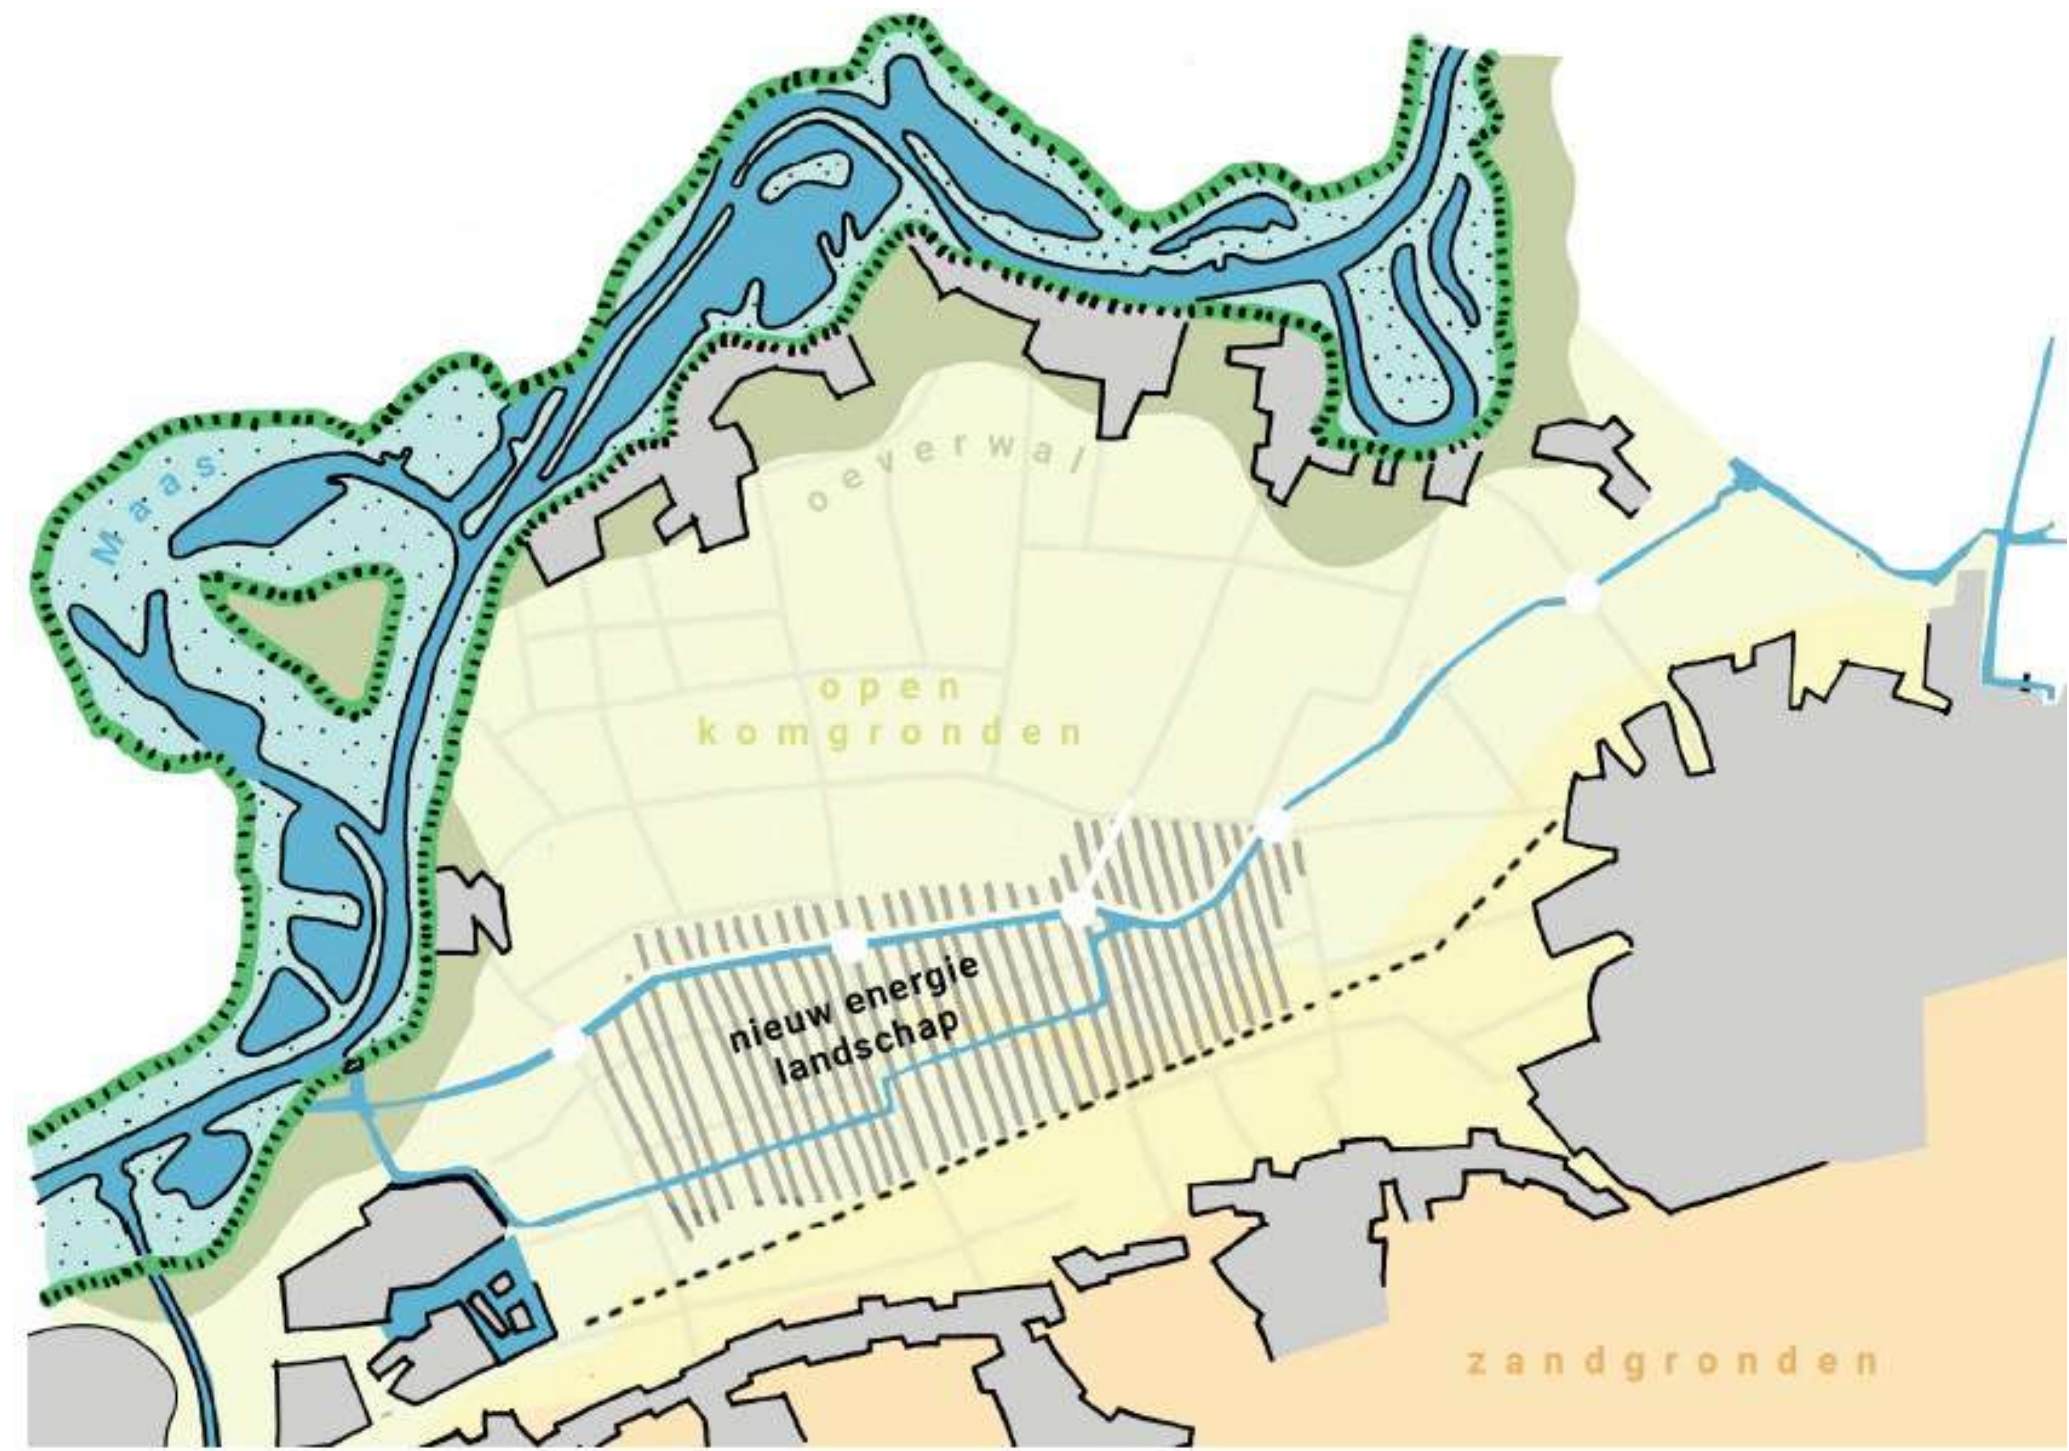 Maas
oeverwal
open
komgronden
nieuw energie
landschap
zandgronden